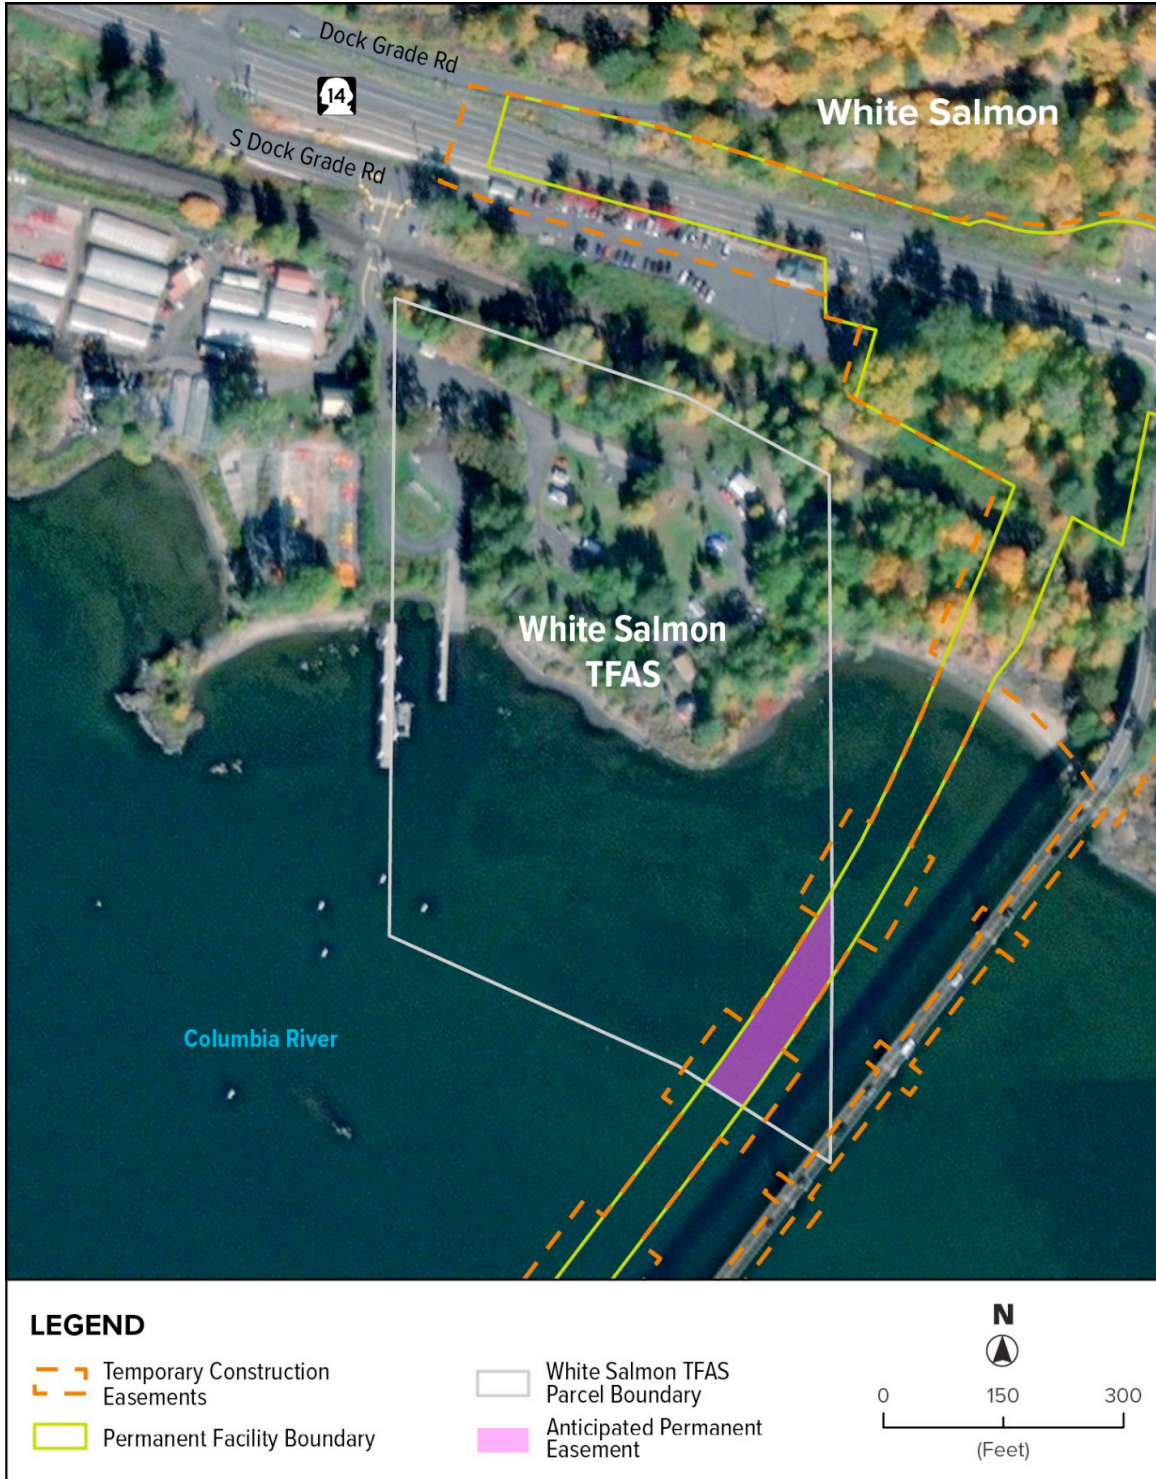 Dock Grade Rd
14
White Salmon
S Dock Grade Rd
White Salmon
TFAS
Columbia River
LEGEND
Temporary Construction
Easements
Permanent Facility Boundary
White Salmon TFAS
Parcel Boundary
Anticipated Permanent
Easement
N
0 150 300
(Feet)